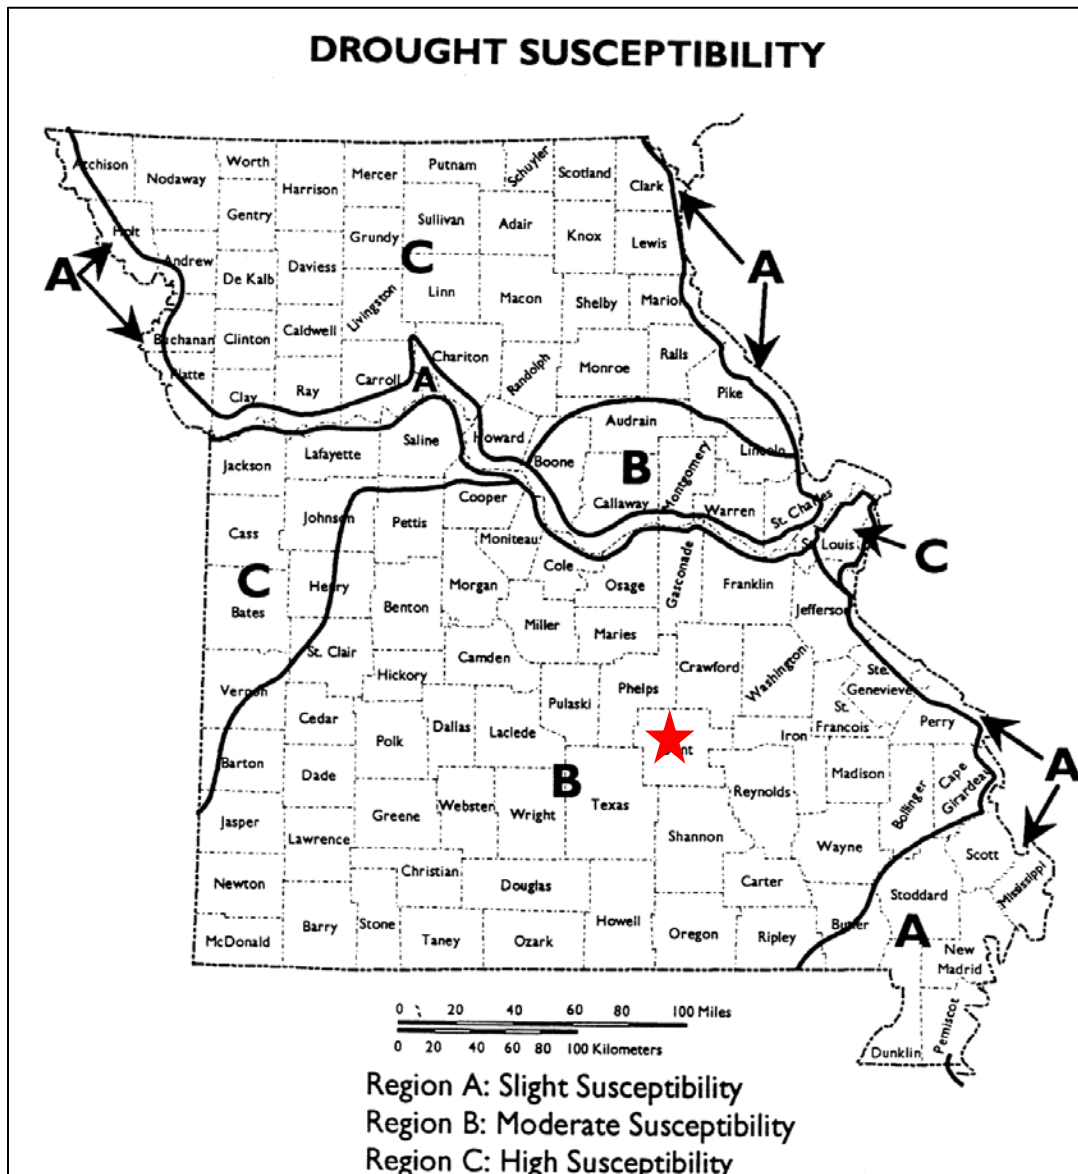 DROUGHT SUSCEPTIBILITY
Atchison
Nodaway
Worth
Harrison
Mercer
Putnam
Schuyler
Scotland
Clark
Holt
Andrew
Gentry
De Kalb
Daviess
Grundy
Sullivan
Adair
Knox
Lewis
A
C
A
Livingston
Linn
Macon
Shelby
Marion
Buchanan
Clinton
Caldwell
Platte
Clay
Ray
Carroll
A
Chariton
Randolph
Monroe
Ralls
Pike
Jackson
Lafayette
Saline
Howard
Boone
Audrain
B
Callaway
Montgomery
Lincoln
Warren
St. Charles
Cass
Johnson
Pettis
Cooper
Moniteau
Cole
Osage
Gasconade
Franklin
Louis
C
C
Bates
Henry
Benton
Morgan
Miller
Maries
Jefferson
St. Clair
Hickory
Camden
Pulaski
Phelps
Crawford
Washington
Ste.
Genevieve
St.
Francois
Perry
Vernon
Cedar
Polk
Dallas
Laclede
Iron
A
Barton
Dade
B
Texas
Reynolds
Madison
Bollinger
Cape
Girardeau
Jasper
Lawrence
Greene
Webster
Wright
Shannon
Wayne
Scott
Mississippi
Newton
Christian
Douglas
Carter
Stoddard
McDonald
Barry
Stone
Taney
Ozark
Howell
Oregon
Ripley
Butler
A
New
Madrid
Dunklin
Pemiscot
0 20 40 60 80 100 Miles
0 20 40 60 80 100 Kilometers
Region A: Slight Susceptibility
Region B: Moderate Susceptibility
Region C: High Susceptibility